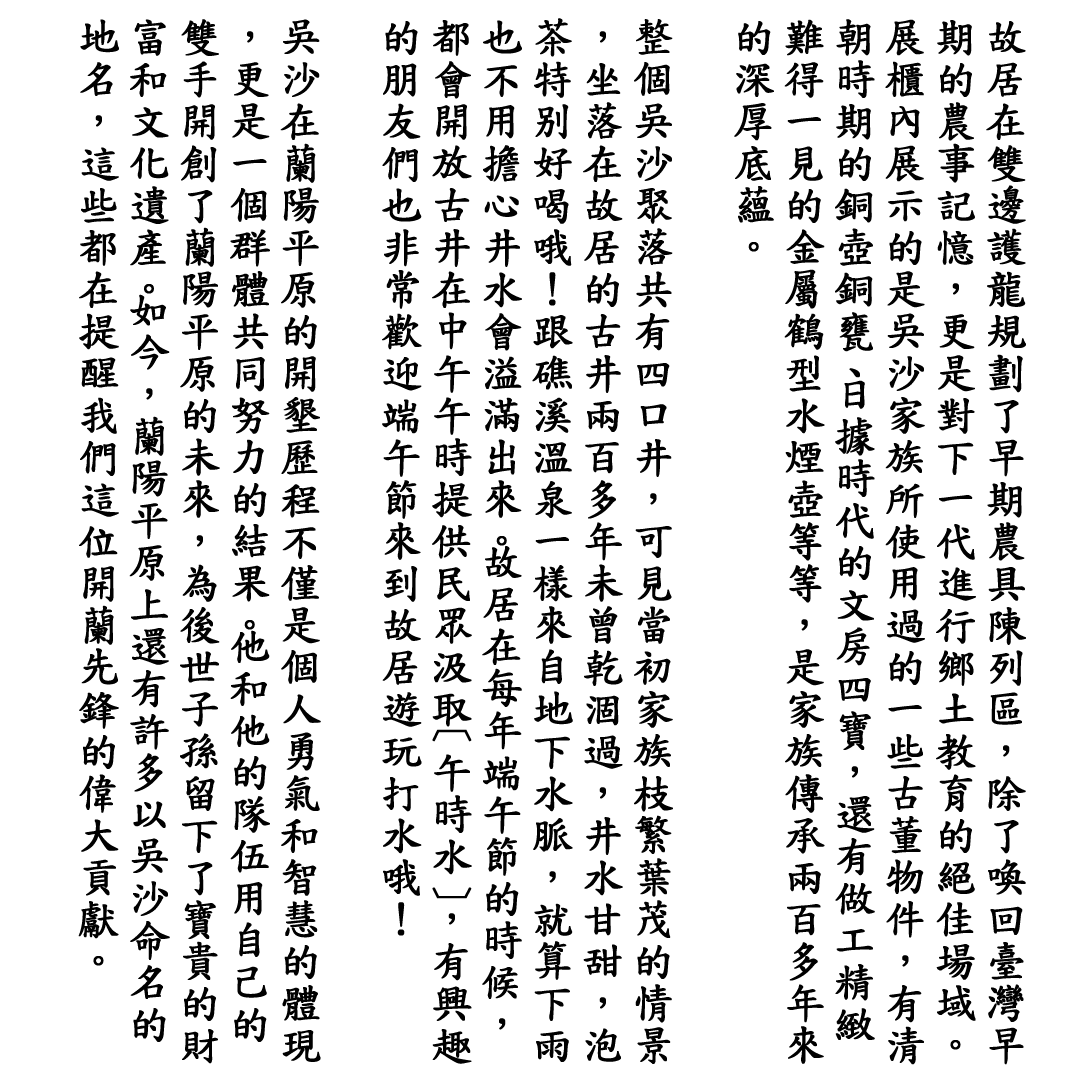 故居在雙邊護龍規劃了早期農具陳列區，除了喚回臺灣早
期的農事記憶，更是對下一代進行鄉土教育的絕佳場域。
展櫃內展示的是吳沙家族所使用過的一些古董物件，有清
朝時期的銅壺銅甕、日據時代的文房四寶，還有做工精緻
難得一見的金屬鶴型水煙壺等等，是家族傳承兩百多年來
的深厚底蘊。
整個吳沙聚落共有四口井，可見當初家族枝繁葉茂的情景
，坐落在故居的古井兩百多年未曾乾涸過，井水甘甜，泡
茶特別好喝哦！跟礁溪溫泉一樣來自地下水脈，就算下雨
也不用擔心井水會溢滿出來。故居在每年端午節的時候，
都會開放古井在中午午時提供民眾汲取〔午時水〕，有興趣
的朋友們也非常歡迎端午節來到故居遊玩打水哦！
吳沙在蘭陽平原的開墾歷程不僅是個人勇氣和智慧的體現
，更是一個群體共同努力的結果。他和他的隊伍用自己的
雙手開創了蘭陽平原的未來，為後世子孫留下了寶貴的財
富和文化遺產。如今，蘭陽平原上還有許多以吳沙命名的
地名，這些都在提醒我們這位開蘭先鋒的偉大貢獻。